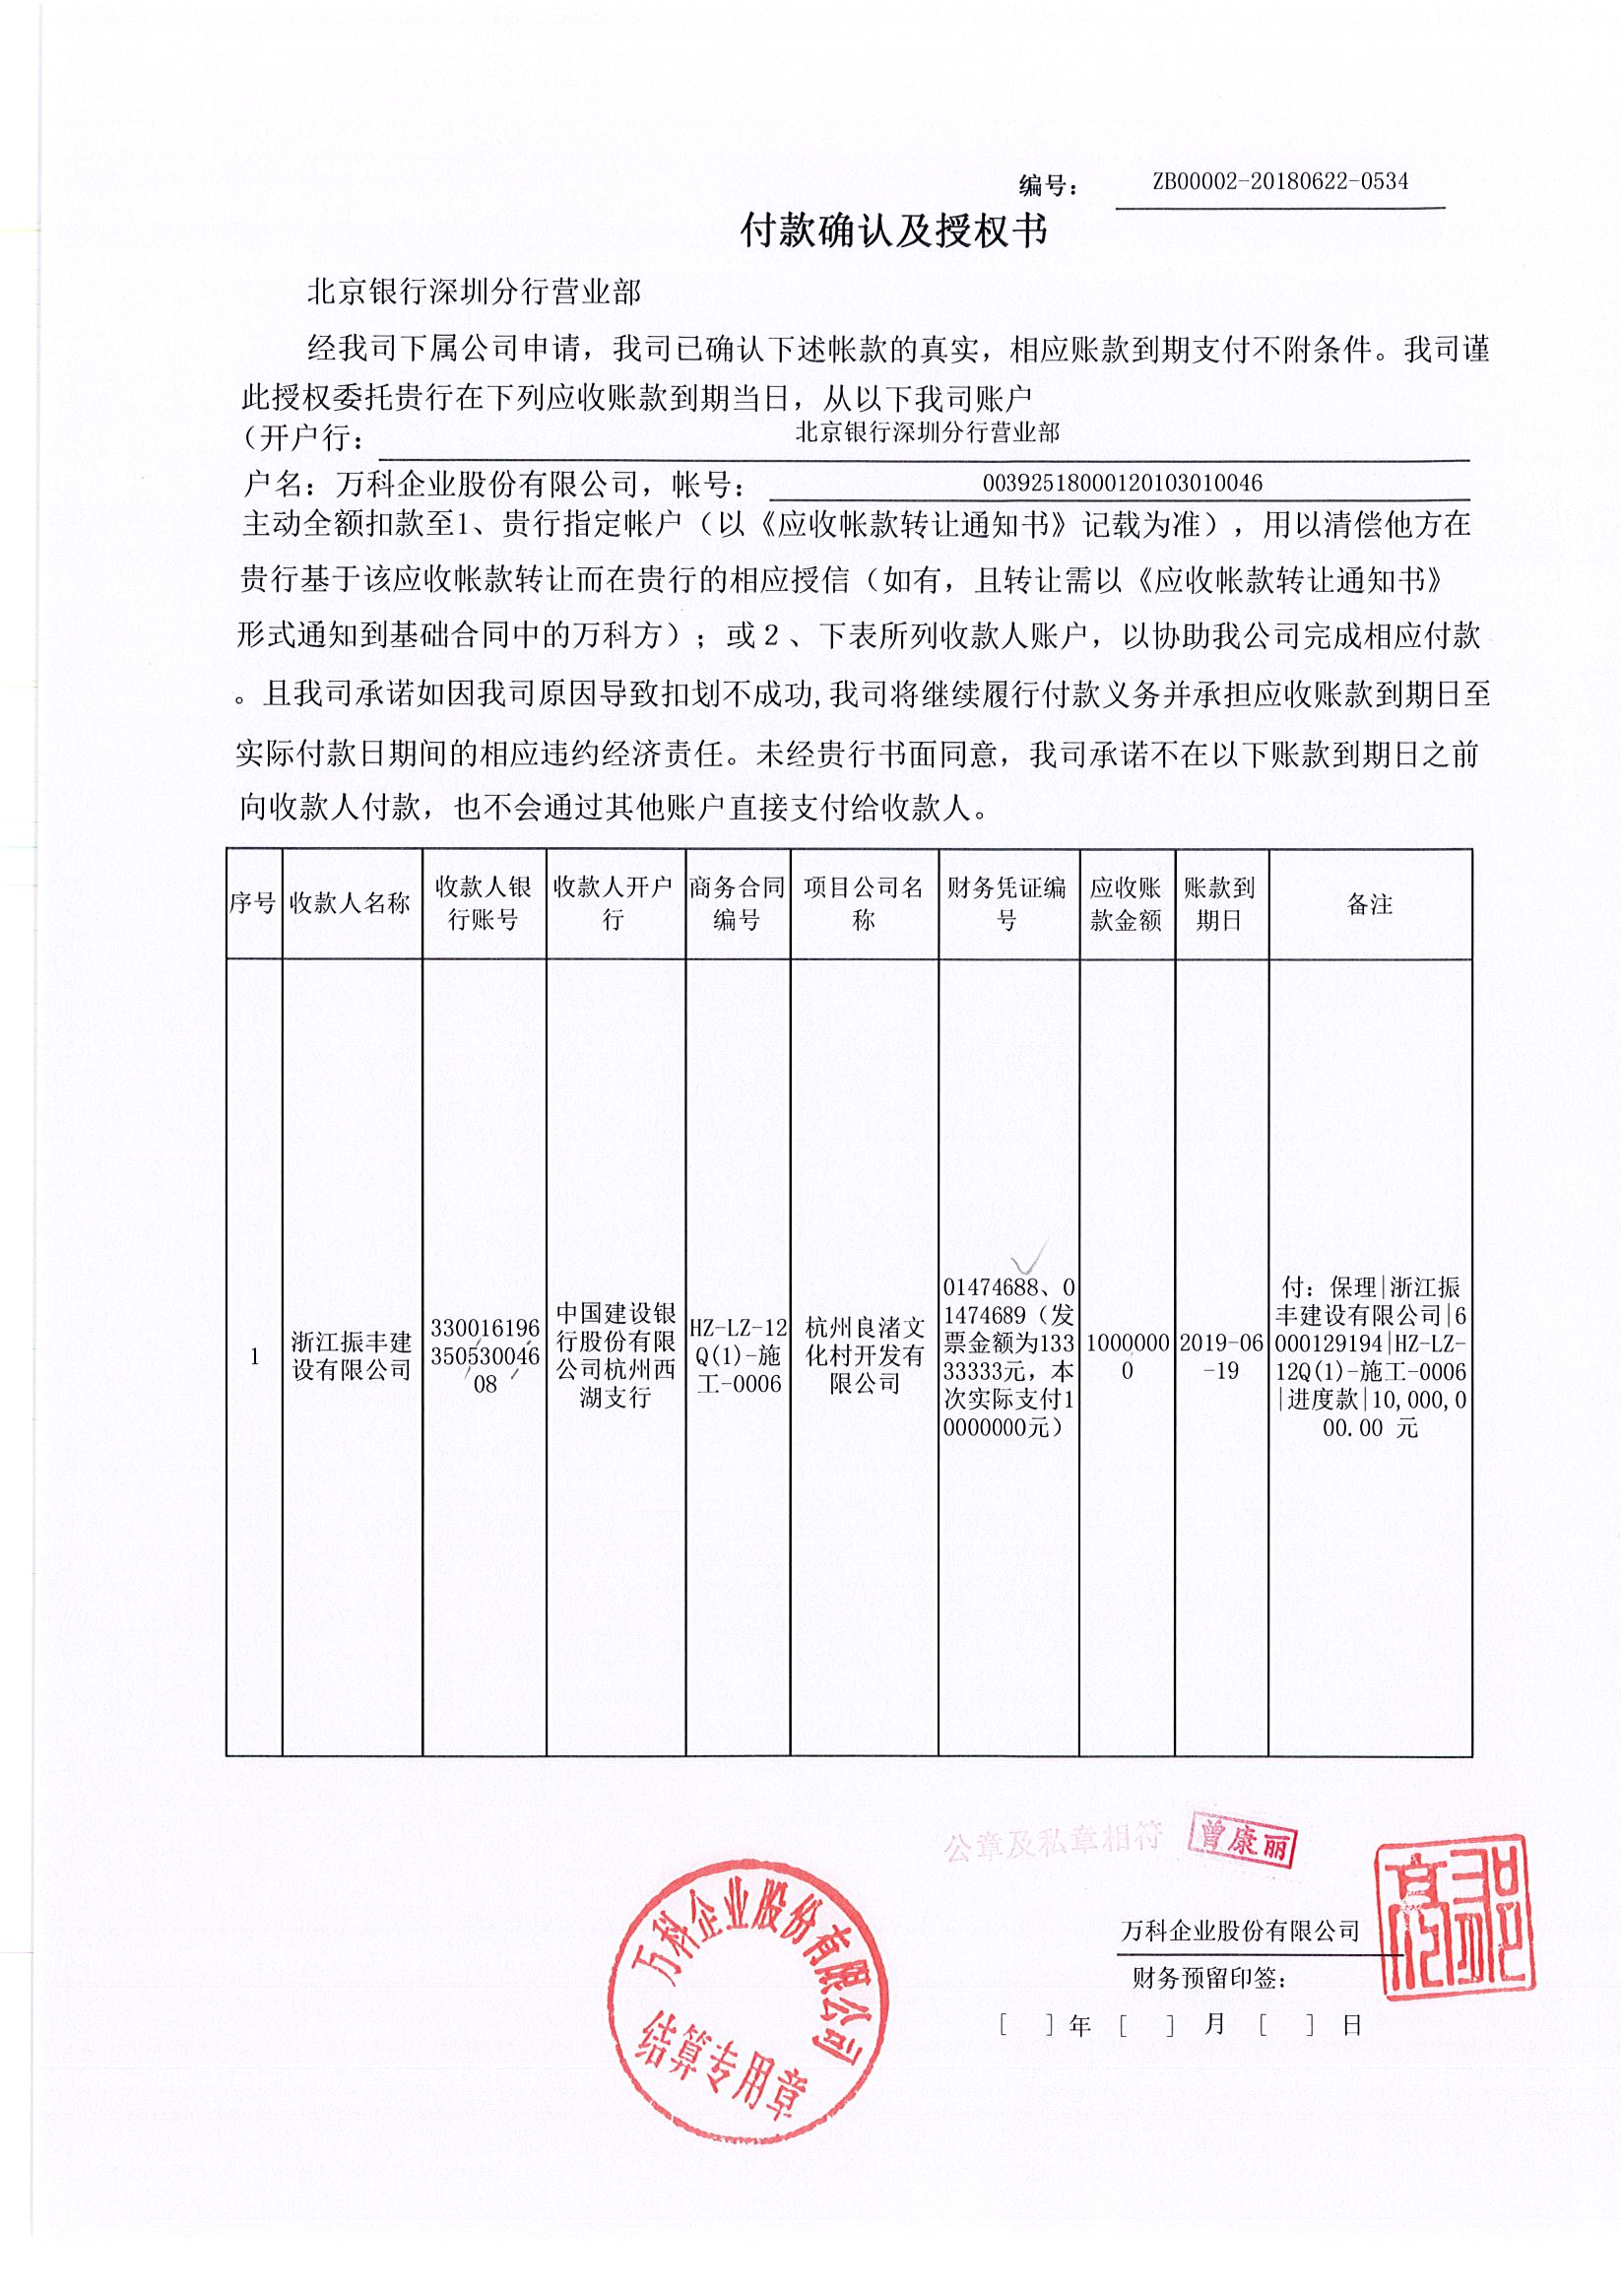 编号： ZB00002-20180622-0534
付款确认及授权书
北京银行深圳分行营业部
经我司下属公司申请，我司已确认下述帐款的真实，相应账款到期支付不附条件。我司谨
此授权委托贵行在下列应收账款到期当日，从以下我司账户
（开户行： 北京银行深圳分行营业部
户名：万科企业股份有限公司，帐号： 00392518000120103010046
主动全额扣款至1、贵行指定帐户（以《应收帐款转让通知书》记载为准），用以清偿他方在
贵行基于该应收帐款转让而在贵行的相应授信（如有，且转让需以《应收帐款转让通知书》
形式通知到基础合同中的万科方）；或２、下表所列收款人账户，以协助我公司完成相应付款
。且我司承诺如因我司原因导致扣划不成功,我司将继续履行付款义务并承担应收账款到期日至
实际付款日期间的相应违约经济责任。未经贵行书面同意，我司承诺不在以下账款到期日之前
向收款人付款，也不会通过其他账户直接支付给收款人。
序号
收款人名称
收款人银
行账号
收款人开户
行
商务合同
编号
项目公司名
称
财务凭证编
号
应收账
款金额
账款到
期日
备注
1
浙江振丰建
设有限公司
330016196
350530046
08
中国建设银
行股份有限
公司杭州西
湖支行
HZ-LZ-12
Q(1)-施
工-0006
杭州良渚文
化村开发有
限公司
01474688、0
1474689（发
票金额为133
33333元，本
次实际支付1
0000000元）
1000000
0
2019-06
-19
付：保理|浙江振
丰建设有限公司|6
000129194|HZ-LZ-
12Q(1)-施工-0006
|进度款|10,000,0
00.00 元
公章及私章相符 曾康丽
万科企业股份有限公司
结算专用章
万科企业股份有限公司
财务预留印签：
[ ]年 [ ] 月 [ ] 日